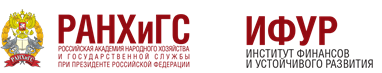 РАНХиГС
РОССИЙСКАЯ АКАДЕМИЯ НАРОДНОГО ХОЗЯЙСТВА
И ГОСУДАРСТВЕННОЙ СЛУЖБЫ
ПРИ ПРЕЗИДЕНТЕ РОССИЙСКОЙ ФЕДЕРАЦИИ
ИФУР
ИНСТИТУТ ФИНАНСОВ
И УСТОЙЧИВОГО РАЗВИТИЯ